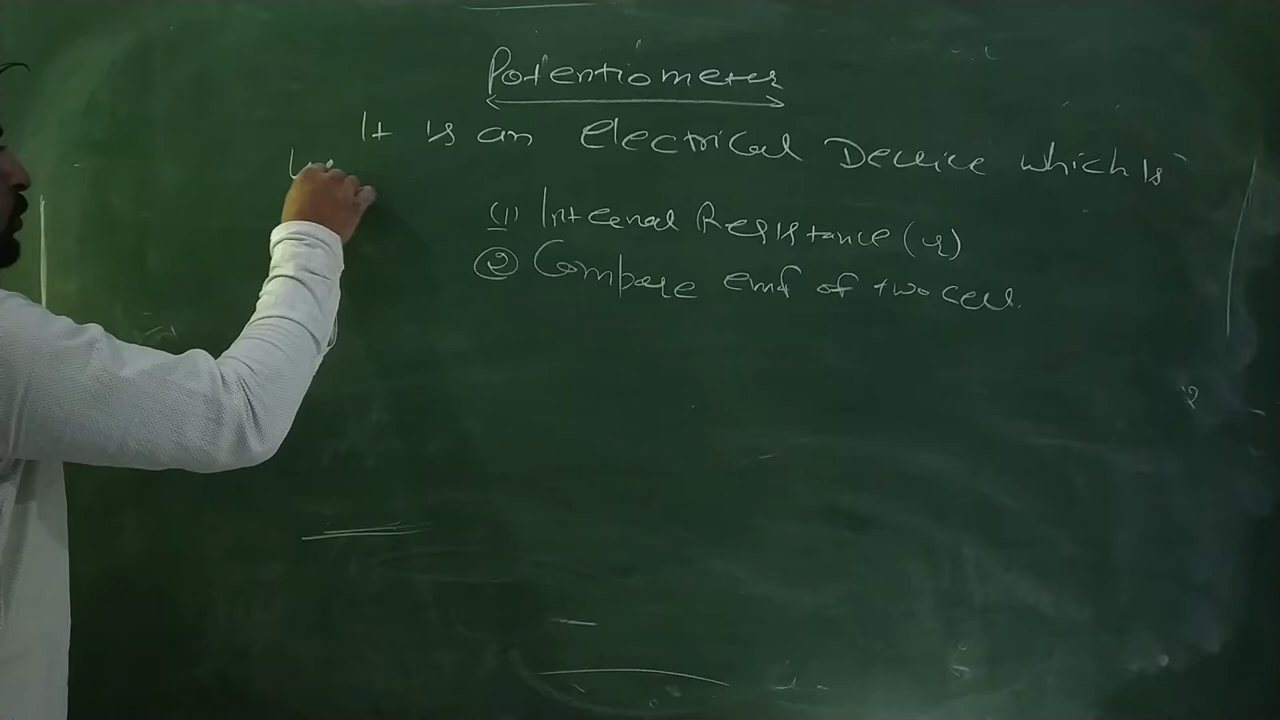 Potentiometer
It is an Electrical Device which is
(1) Internal Resistance (r)
(2) Compare emf of two cell.